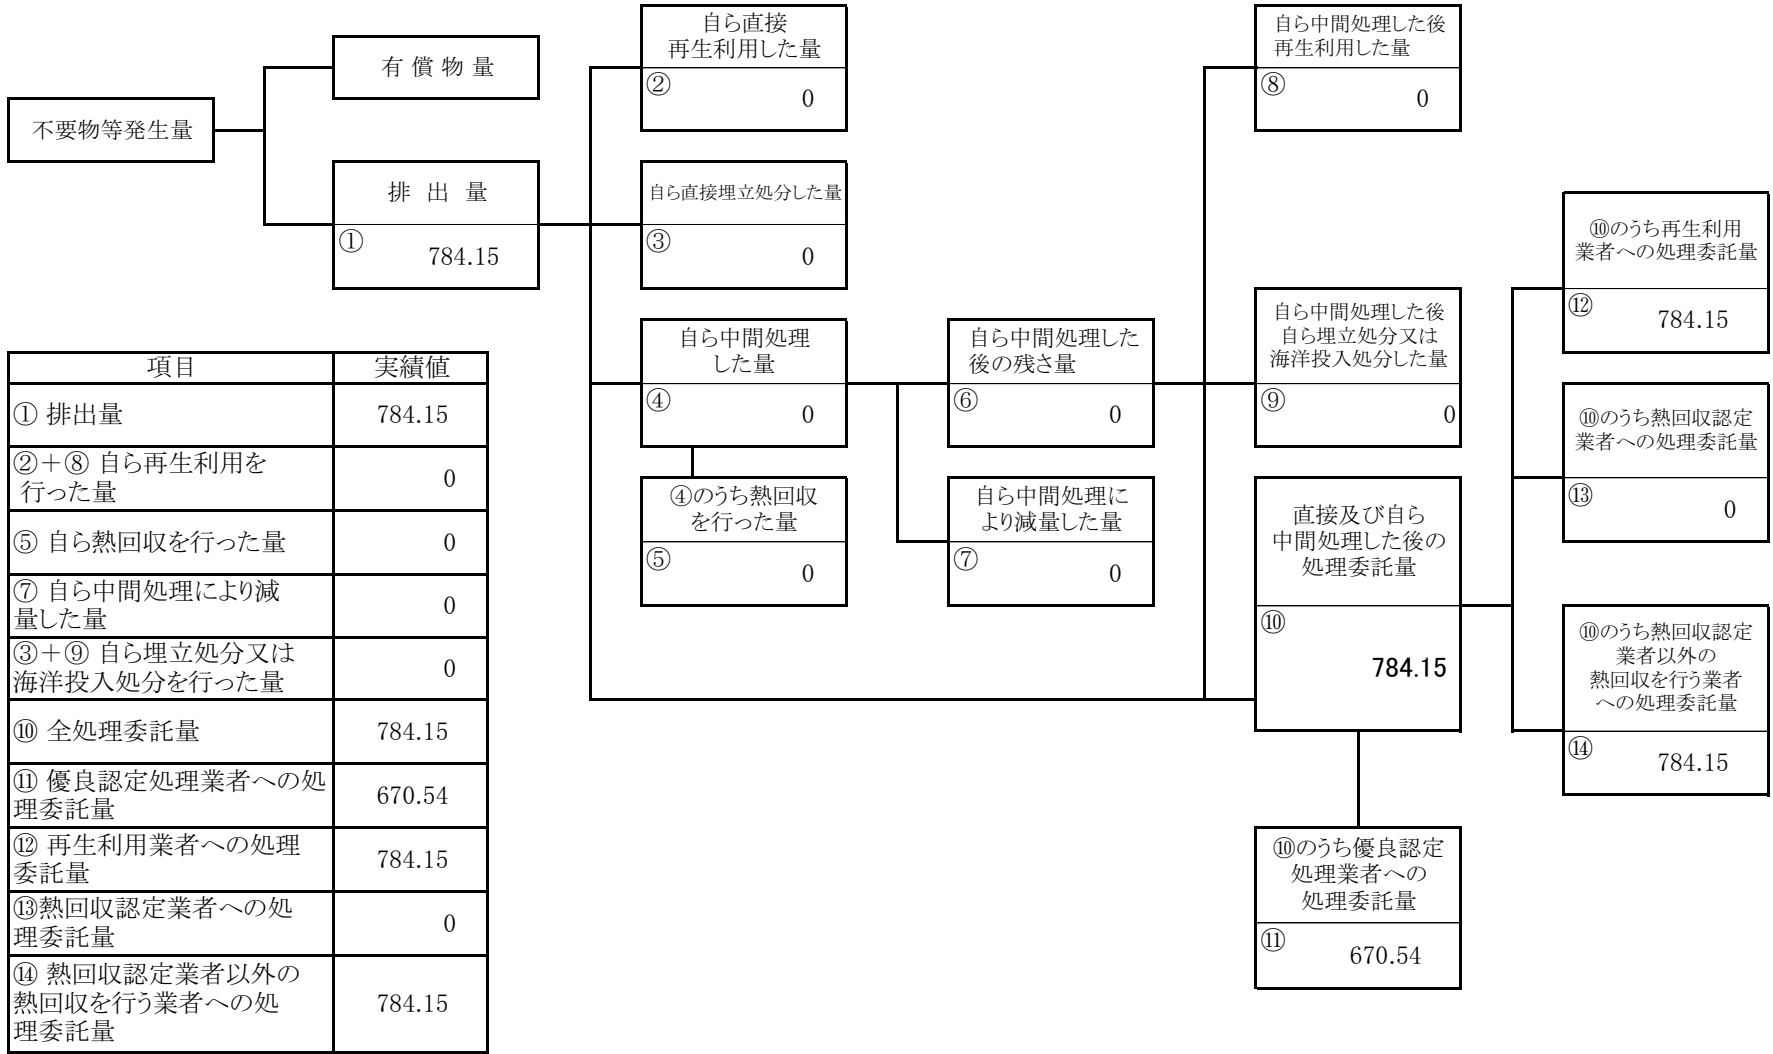 不要物等発生量
有 償 物 量
排 出 量
①
784.15
自ら直接
再生利用した量
②
0
自ら直接埋立処分した量
③
0
自ら中間処理
した量
④
0
④のうち熱回収
を行った量
⑤
0
自ら中間処理した
後の残さ量
⑥
0
自ら中間処理に
より減量した量
⑦
0
自ら中間処理した後
再生利用した量
⑧
0
自ら中間処理した後
自ら埋立処分又は
海洋投入処分した量
⑨
0
直接及び自ら
中間処理した後の
処理委託量
⑩
784.15
⑩のうち優良認定
処理業者への
処理委託量
⑪
670.54
⑩のうち再生利用
業者への処理委託量
⑫
784.15
⑩のうち熱回収認定
業者への処理委託量
⑬
0
⑩のうち熱回収認定
業者以外の
熱回収を行う業者
への処理委託量
⑭
784.15
項目 実績値
① 排出量 784.15
②＋⑧ 自ら再生利用を
行った量
0
⑤ 自ら熱回収を行った量 0
⑦ 自ら中間処理により減
量した量
0
③＋⑨ 自ら埋立処分又は
海洋投入処分を行った量
0
⑩ 全処理委託量 784.15
⑪ 優良認定処理業者への処
理委託量
670.54
⑫ 再生利用業者への処理
委託量
784.15
⑬熱回収認定業者への処
理委託量
0
⑭ 熱回収認定業者以外の
熱回収を行う業者への処
理委託量
784.15